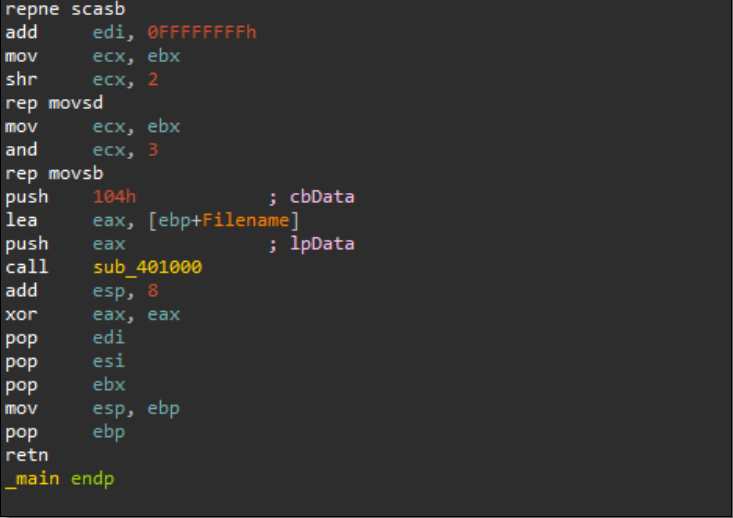 repne scasb
add     edi, 0FFFFFFFFh
mov     ecx, ebx
shr     ecx, 2
rep movsd
mov     ecx, ebx
and     ecx, 3
rep movsb
push    104h            ; cbData
lea     eax, [ebp+Filename]
push    eax             ; lpData
call    sub_401000
add     esp, 8
xor     eax, eax
pop     edi
pop     esi
pop     ebx
mov     esp, ebp
pop     ebp
retn
_main endp